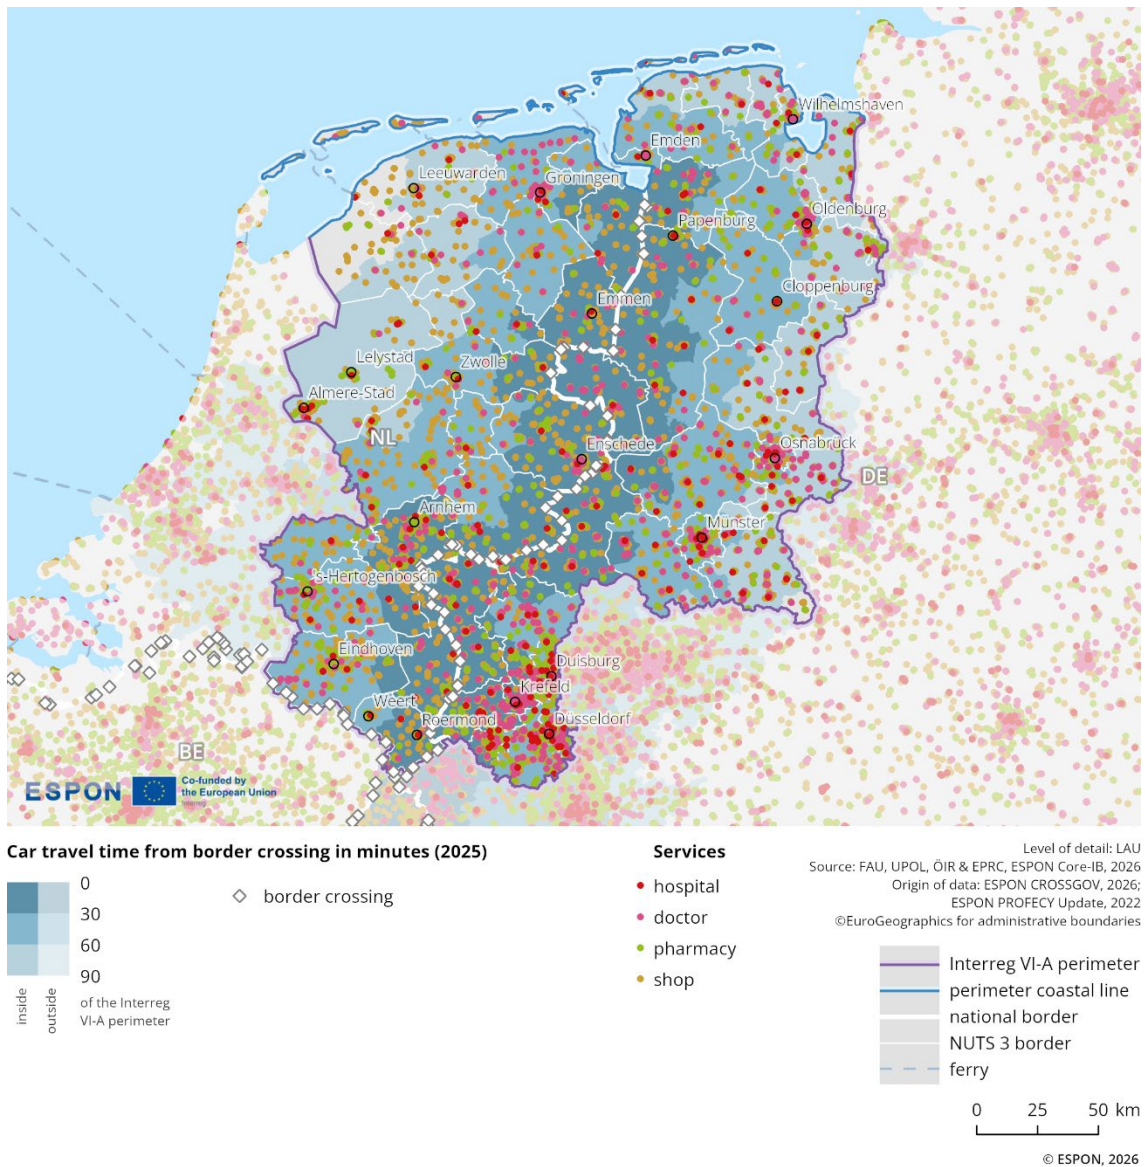 Wilhelmshaven
Emden
Leeuwarden
Groningen
Oldenburg
Papenburg
Cloppenburg
Emmen
Lelystad
Zwolle
Almere-Stad
NL
Enschede
Osnabrück
DE
Arnhem
Münster
's-Hertogenbosch
Eindhoven
Duisburg
Krefeld
Weert
Roermond
Düsseldorf
BE
ESPON
Co-funded by
the European Union
Interreg
Car travel time from border crossing in minutes (2025)
0
30
60
90
inside
outside
of the Interreg
VI-A perimeter
border crossing
Services
hospital
doctor
pharmacy
shop
Level of detail: LAU
Source: FAU, UPOL, ÖIR & EPRC, ESPON Core-IB, 2026
Origin of data: ESPON CROSSGOV, 2026;
ESPON PROFECY Update, 2022
©EuroGeographics for administrative boundaries
Interreg VI-A perimeter
perimeter coastal line
national border
NUTS 3 border
ferry
0 25 50 km
© ESPON, 2026